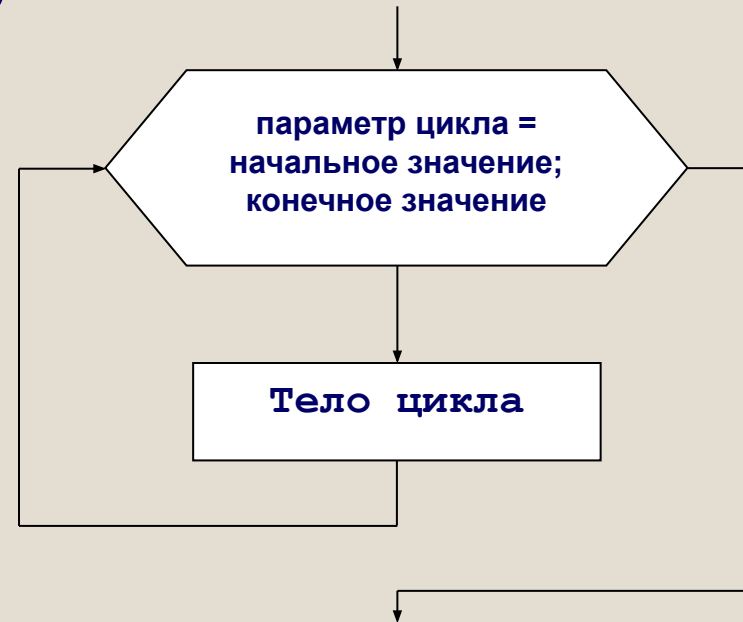 параметр цикла =
начальное значение;
конечное значение
Тело цикла